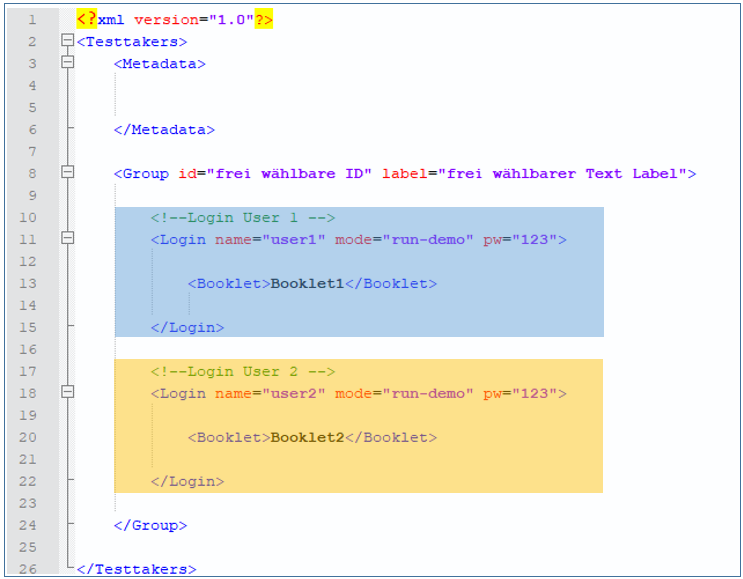 1 <?xml version="1.0"?>
2 <Testtakers>
3 <Metadata>
4
5
6 </Metadata>
7
8 <Group id="frei wählbare ID" label="frei wählbarer Text Label">
9
10 <!--Login User 1 -->
11 <Login name="user1" mode="run-demo" pw="123">
12
13 <Booklet>Booklet1</Booklet>
14
15 </Login>
16
17 <!--Login User 2 -->
18 <Login name="user2" mode="run-demo" pw="123">
19
20 <Booklet>Booklet2</Booklet>
21
22 </Login>
23
24 </Group>
25
26 </Testtakers>